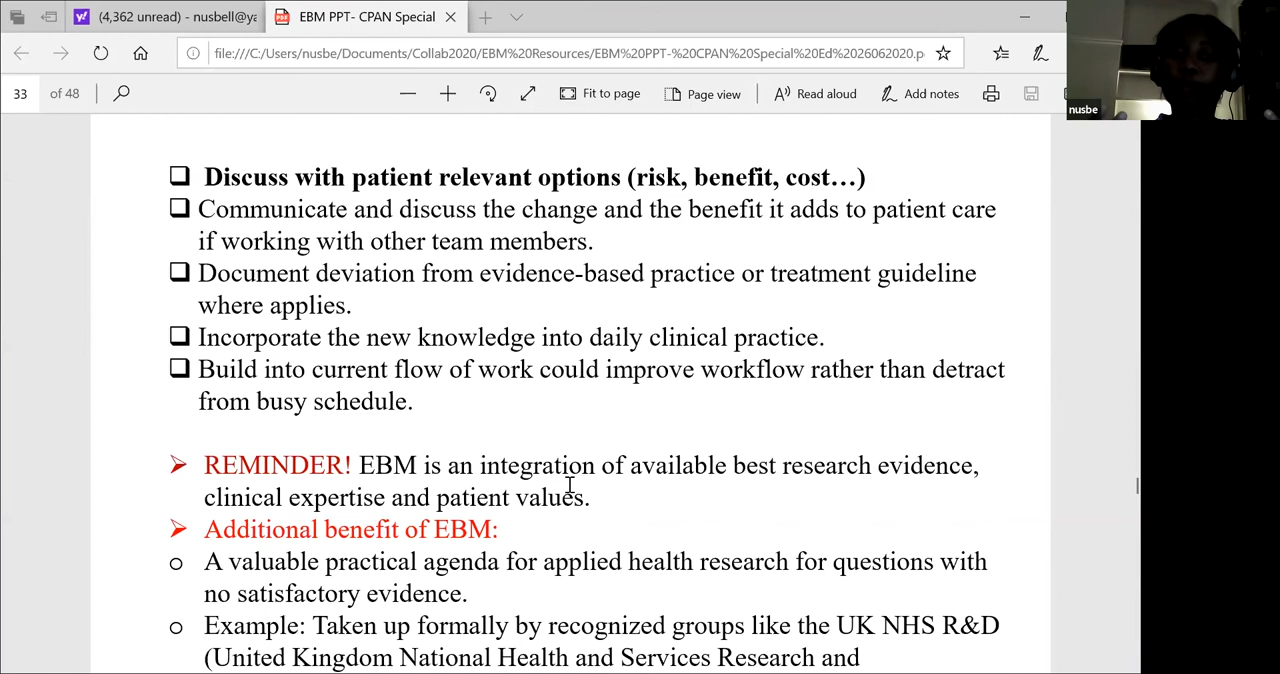 (4,362 unread) - nusbell@ya
EBM PPT- CPAN Special
file:///C:/Users/nusbe/Documents/Collab2020/EBM%20Resources/EBM%20PPT-%20CPAN%20Special%20Ed%2026062020.p
33 of 48
Fit to page
Page view
Read aloud
Add notes
nusbe
Discuss with patient relevant options (risk, benefit, cost…)
Communicate and discuss the change and the benefit it adds to patient care
if working with other team members.
Document deviation from evidence-based practice or treatment guideline
where applies.
Incorporate the new knowledge into daily clinical practice.
Build into current flow of work could improve workflow rather than detract
from busy schedule.
REMINDER! EBM is an integration of available best research evidence,
clinical expertise and patient values.
Additional benefit of EBM:
A valuable practical agenda for applied health research for questions with
no satisfactory evidence.
Example: Taken up formally by recognized groups like the UK NHS R&D
(United Kingdom National Health and Services Research and